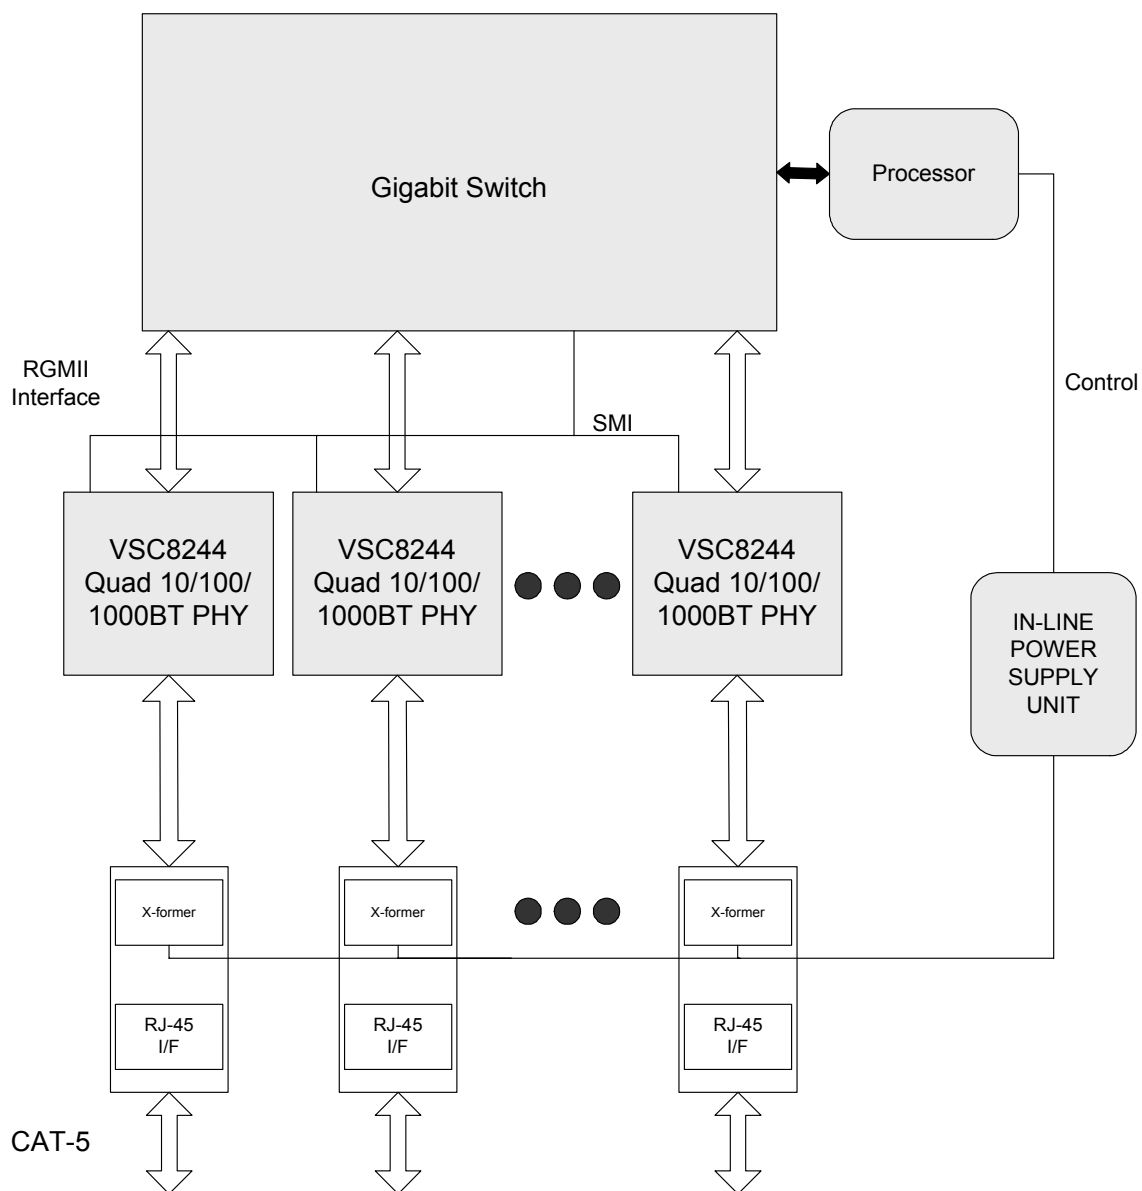 Gigabit Switch
Processor
RGMII
Interface
Control
SMI
VSC8244
Quad 10/100/
1000BT PHY
VSC8244
Quad 10/100/
1000BT PHY
VSC8244
Quad 10/100/
1000BT PHY
IN-LINE
POWER
SUPPLY
UNIT
X-former
X-former
X-former
RJ-45
I/F
RJ-45
I/F
RJ-45
I/F
CAT-5